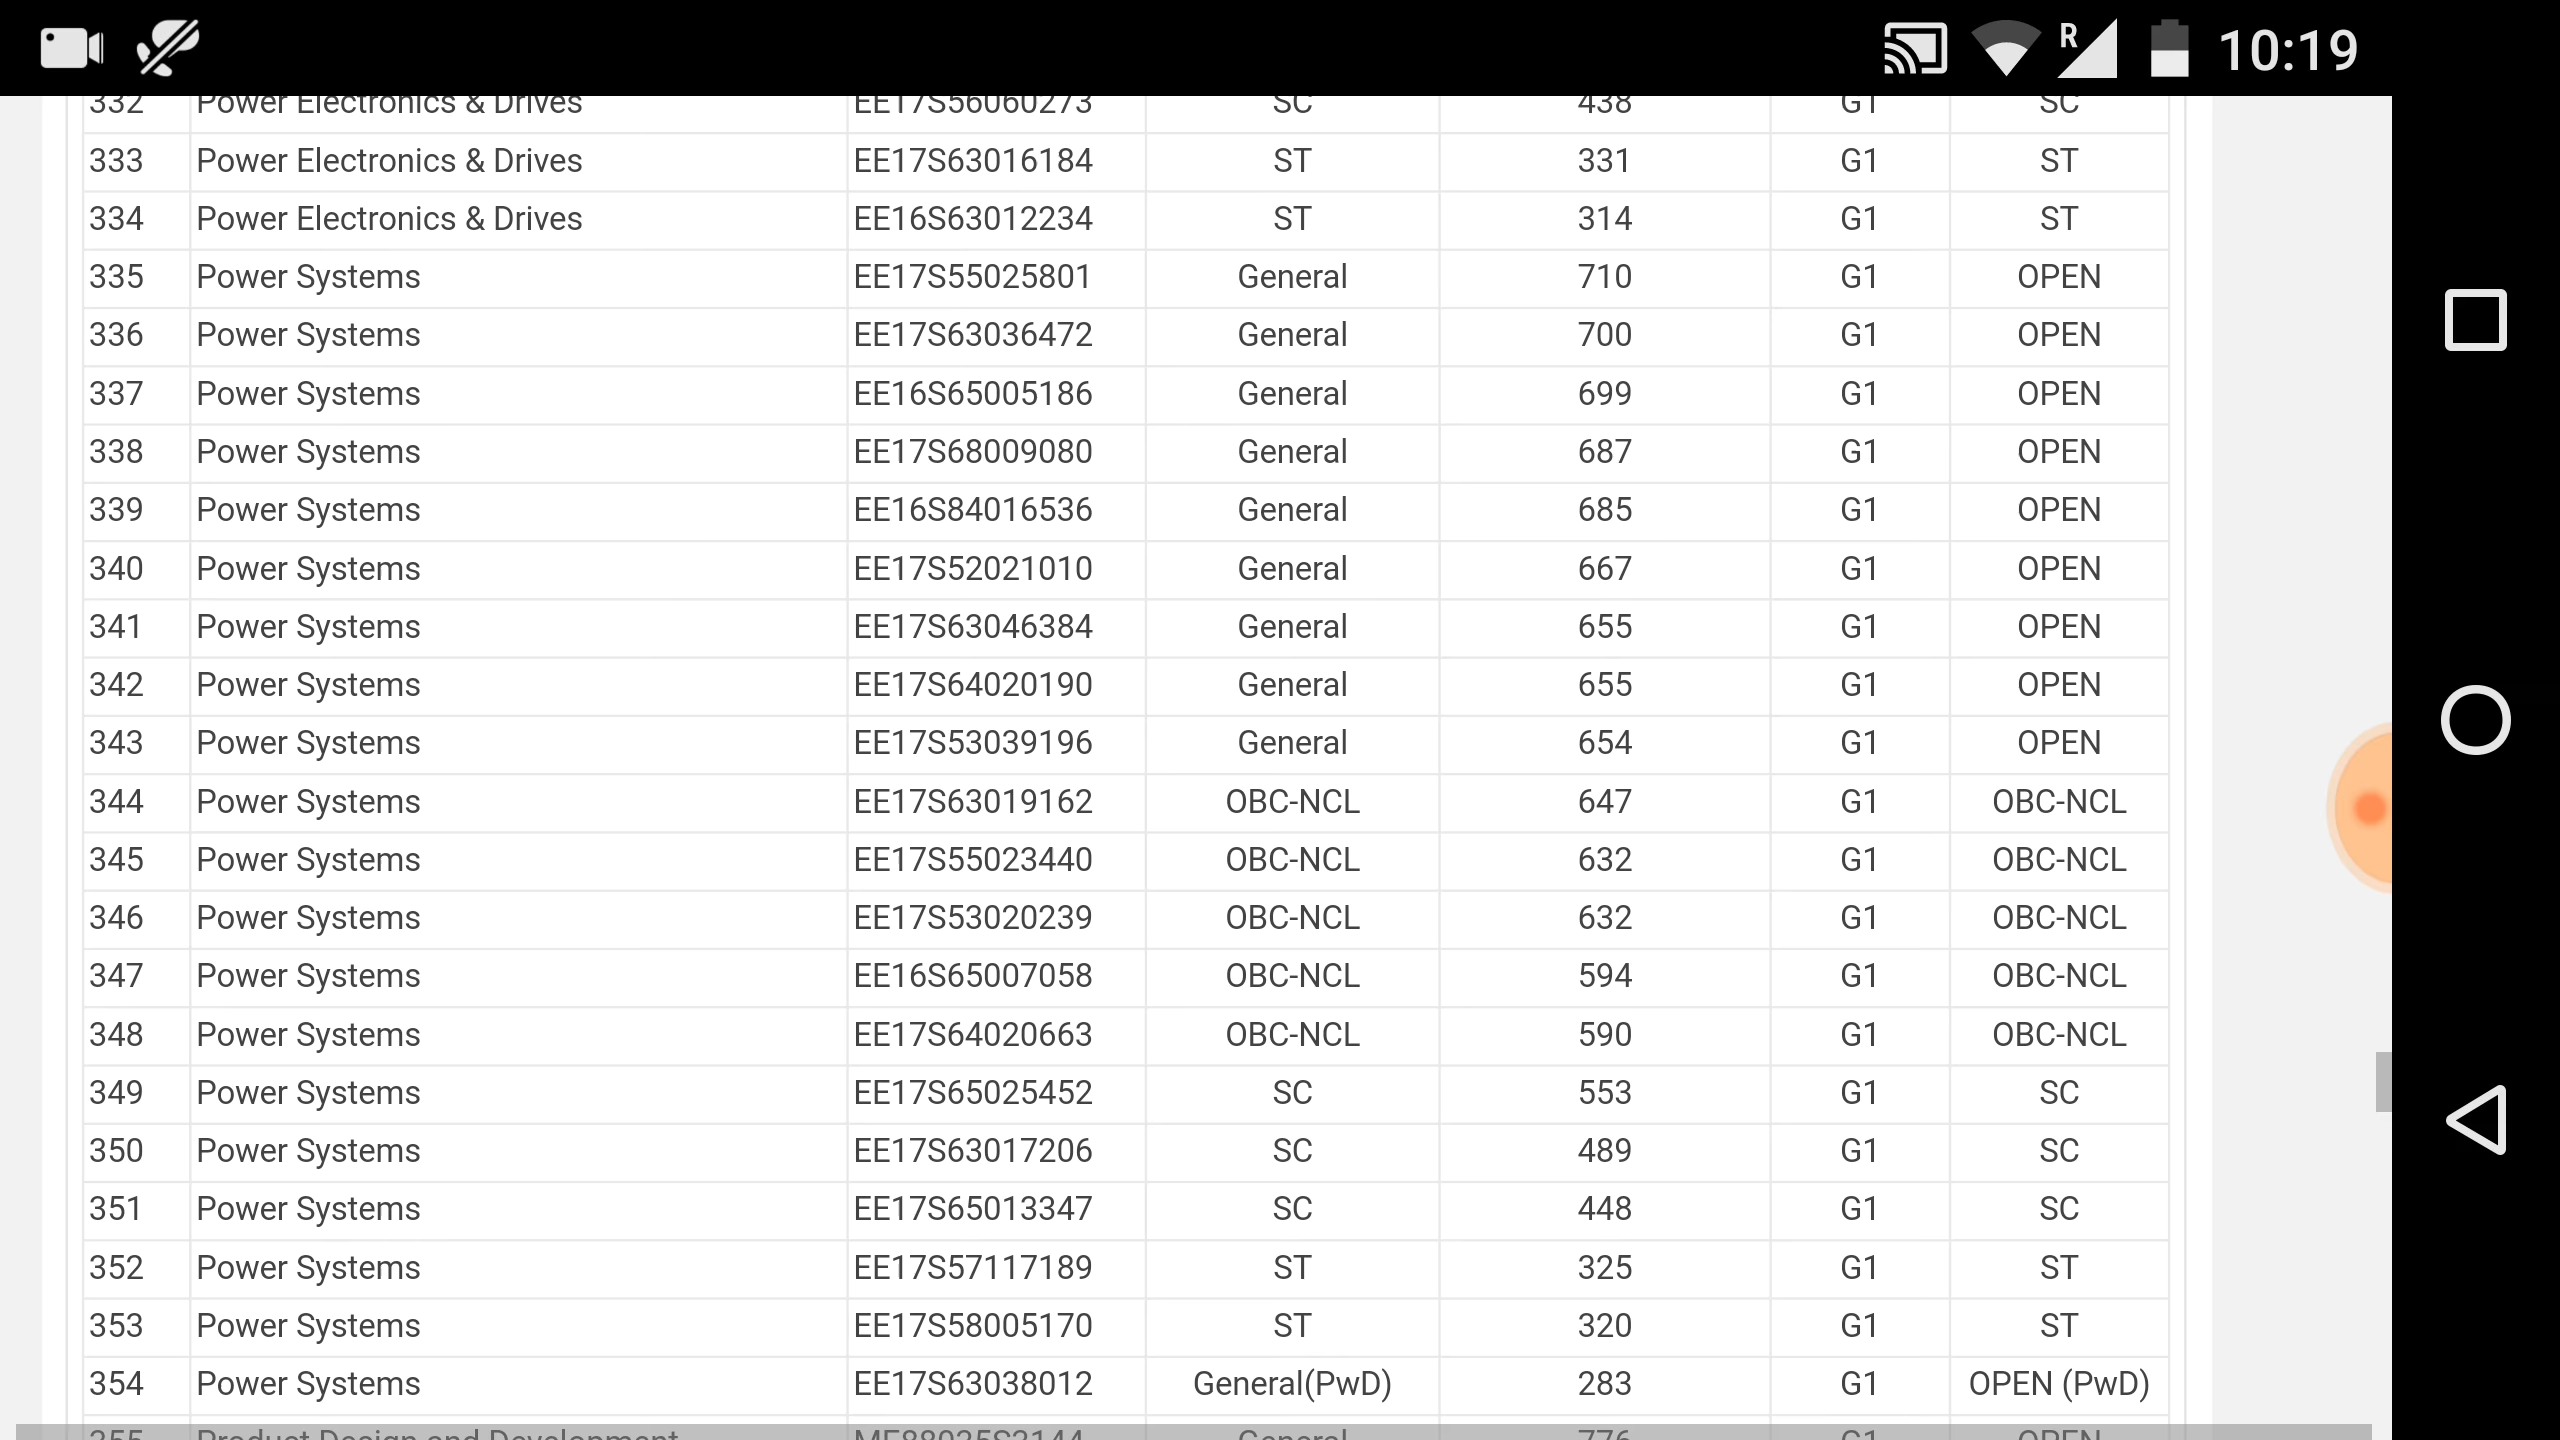 R 10:19
332 Power Electronics & Drives EE17S56060273 SC 438 G1 SC
333 Power Electronics & Drives EE17S63016184 ST 331 G1 ST
334 Power Electronics & Drives EE16S63012234 ST 314 G1 ST
335 Power Systems EE17S55025801 General 710 G1 OPEN
336 Power Systems EE17S63036472 General 700 G1 OPEN
337 Power Systems EE16S65005186 General 699 G1 OPEN
338 Power Systems EE17S68009080 General 687 G1 OPEN
339 Power Systems EE16S84016536 General 685 G1 OPEN
340 Power Systems EE17S52021010 General 667 G1 OPEN
341 Power Systems EE17S63046384 General 655 G1 OPEN
342 Power Systems EE17S64020190 General 655 G1 OPEN
343 Power Systems EE17S53039196 General 654 G1 OPEN
344 Power Systems EE17S63019162 OBC-NCL 647 G1 OBC-NCL
345 Power Systems EE17S55023440 OBC-NCL 632 G1 OBC-NCL
346 Power Systems EE17S53020239 OBC-NCL 632 G1 OBC-NCL
347 Power Systems EE16S65007058 OBC-NCL 594 G1 OBC-NCL
348 Power Systems EE17S64020663 OBC-NCL 590 G1 OBC-NCL
349 Power Systems EE17S65025452 SC 553 G1 SC
350 Power Systems EE17S63017206 SC 489 G1 SC
351 Power Systems EE17S65013347 SC 448 G1 SC
352 Power Systems EE17S57117189 ST 325 G1 ST
353 Power Systems EE17S58005170 ST 320 G1 ST
354 Power Systems EE17S63038012 General(PwD) 283 G1 OPEN (PwD)
355 Product Design and Development General 776 G1 OPEN